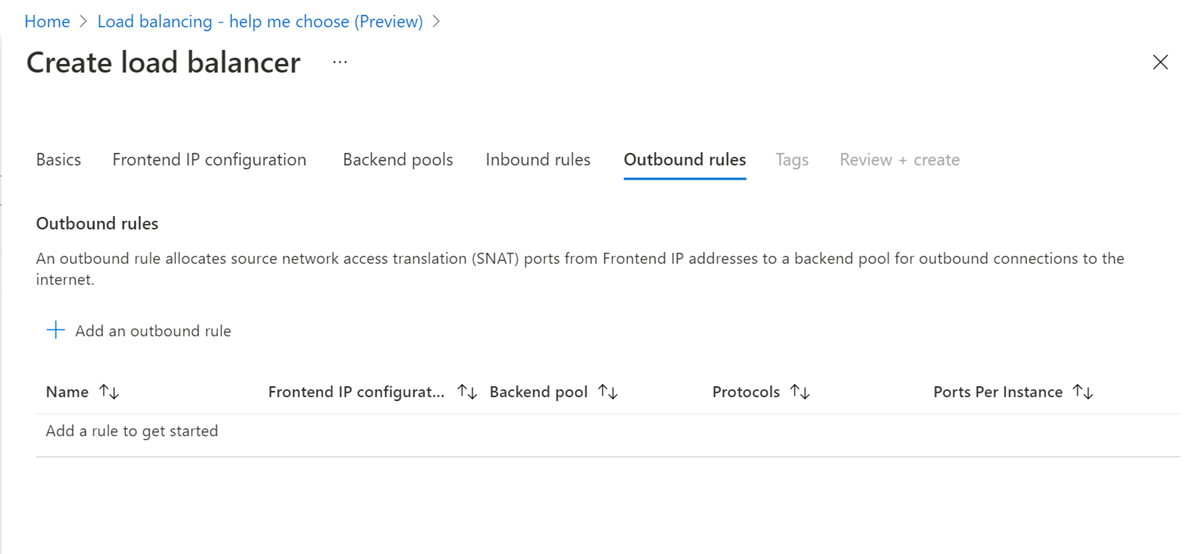 Home > Load balancing - help me choose (Preview) >
Create load balancer ...
Basics Frontend IP configuration Backend pools Inbound rules Outbound rules Tags Review + create
Outbound rules
An outbound rule allocates source network access translation (SNAT) ports from Frontend IP addresses to a backend pool for outbound connections to the
internet.
+ Add an outbound rule
Name ↑↓ Frontend IP configurat... ↑↓ Backend pool ↑↓ Protocols ↑↓ Ports Per Instance ↑↓
Add a rule to get started